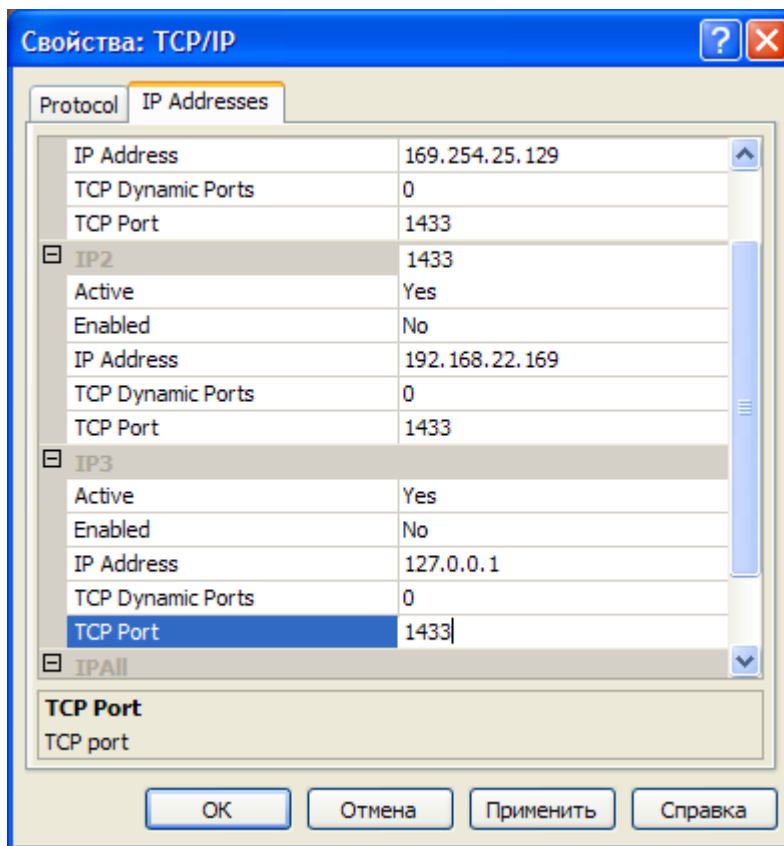 Свойства: TCP/IP
Protocol IP Addresses
IP Address 169.254.25.129
TCP Dynamic Ports 0
TCP Port 1433
IP2 1433
Active Yes
Enabled No
IP Address 192.168.22.169
TCP Dynamic Ports 0
TCP Port 1433
IP3
Active Yes
Enabled No
IP Address 127.0.0.1
TCP Dynamic Ports 0
TCP Port 1433
IPAll
TCP Port
TCP port
ОК Отмена Применить Справка